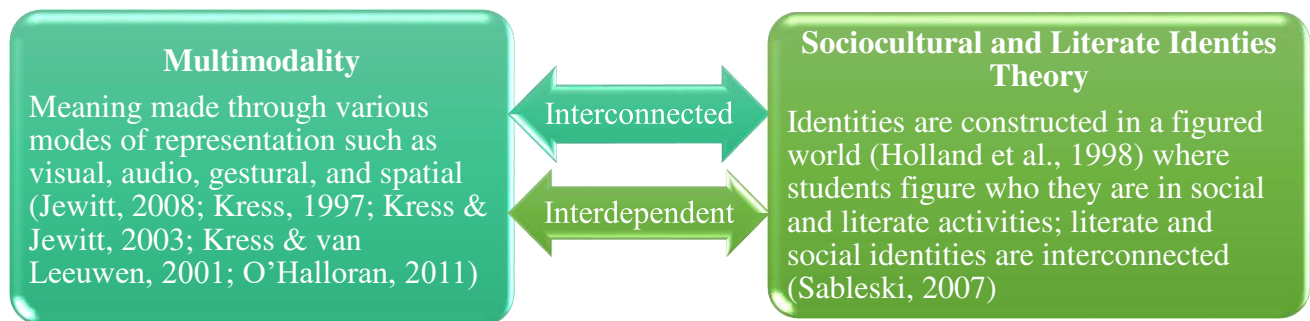 Multimodality
Meaning made through various
modes of representation such as
visual, audio, gestural, and spatial
(Jewitt, 2008; Kress, 1997; Kress &
Jewitt, 2003; Kress & van
Leeuwen, 2001; O’Halloran, 2011)
Interconnected
Interdependent
Sociocultural and Literate Identies
Theory
Identities are constructed in a figured
world (Holland et al., 1998) where
students figure who they are in social
and literate activities; literate and
social identities are interconnected
(Sableski, 2007)